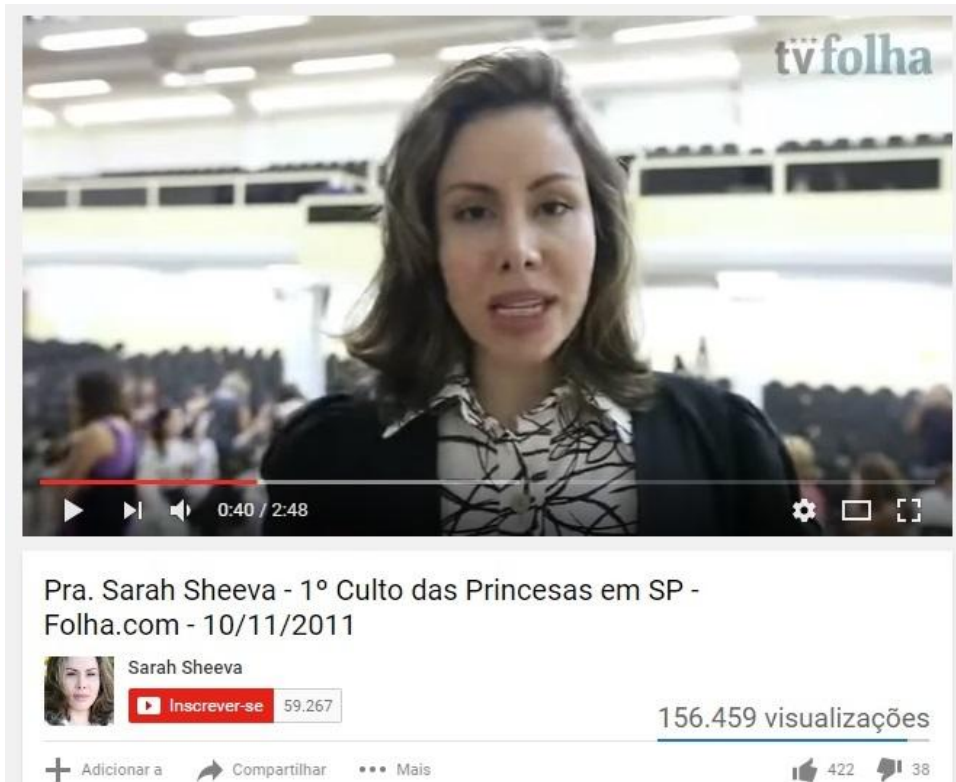 tvfolha
0:40 / 2:48
Pra. Sarah Sheeva - 1º Culto das Princesas em SP -
Folha.com - 10/11/2011
Sarah Sheeva
Inscrever-se 59.267
156.459 visualizações
Adicionar a Compartilhar Mais 422 38